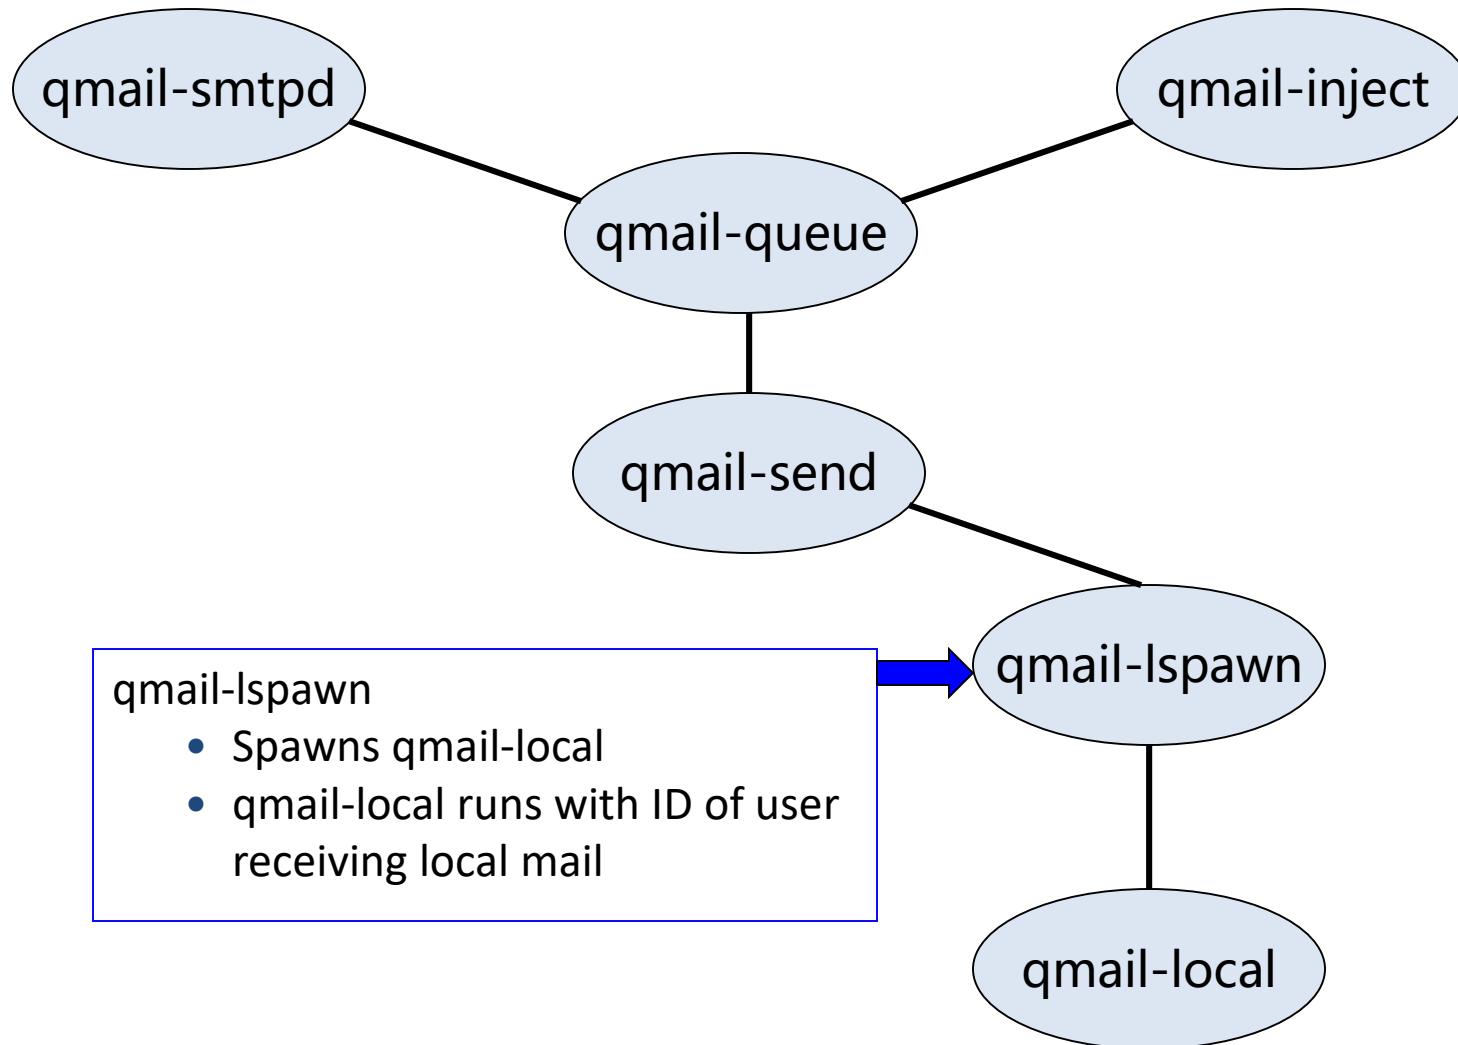 qmail-smtpd
qmail-inject
qmail-queue
qmail-send
qmail-lspawn
qmail-lspawn
• Spawns qmail-local
• qmail-local runs with ID of user
receiving local mail
qmail-local